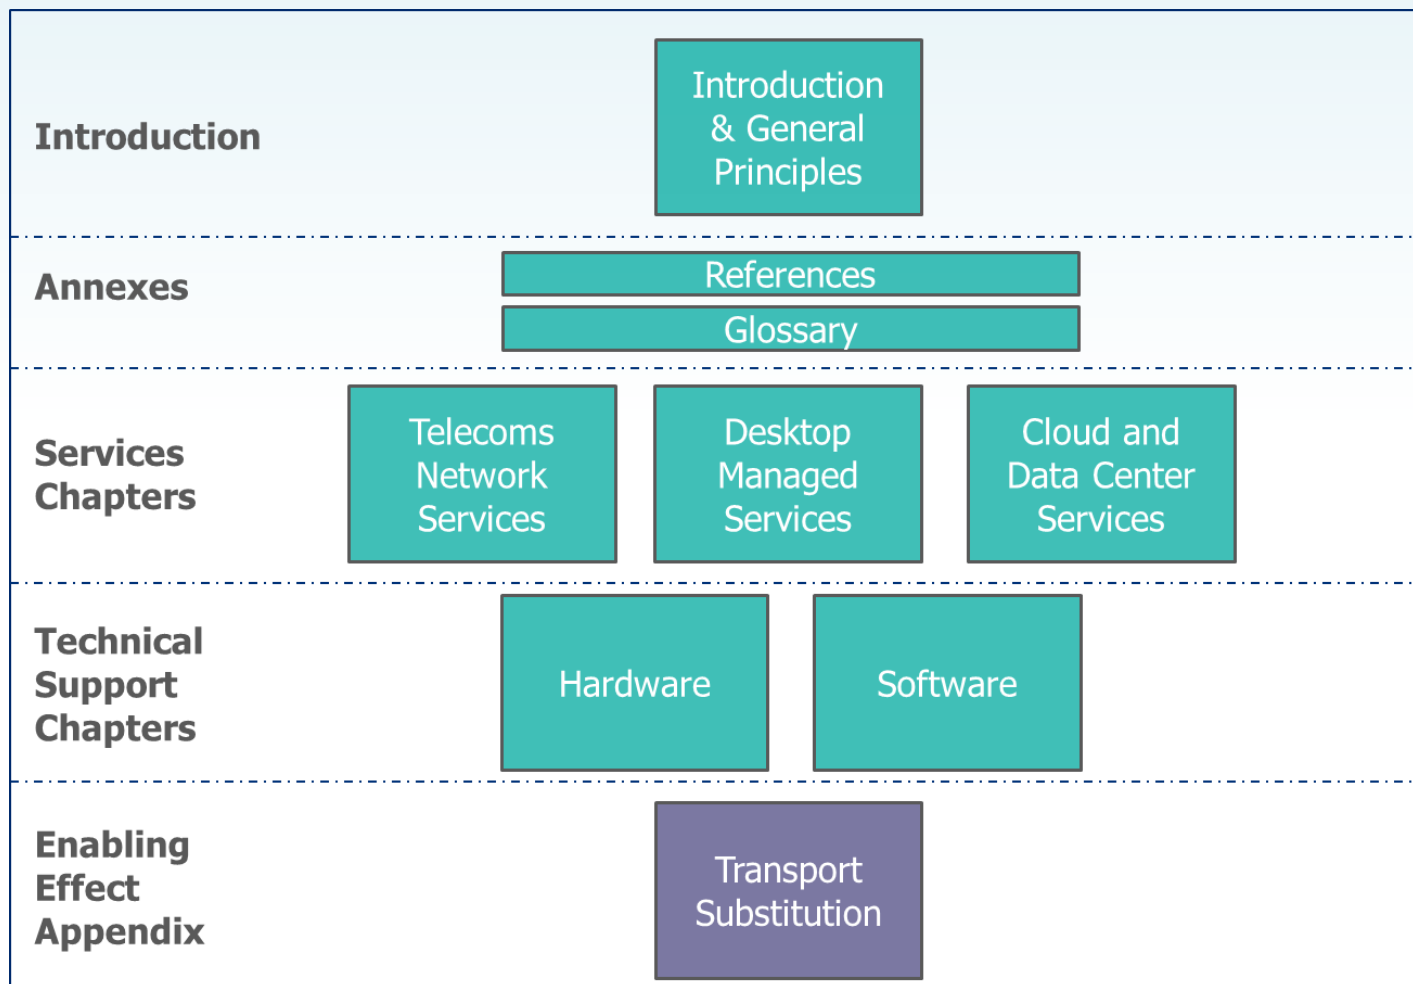 Introduction
Introduction
& General
Principles
Annexes
References
Glossary
Services
Chapters
Telecoms
Network
Services
Desktop
Managed
Services
Cloud and
Data Center
Services
Technical
Support
Chapters
Hardware
Software
Enabling
Effect
Appendix
Transport
Substitution